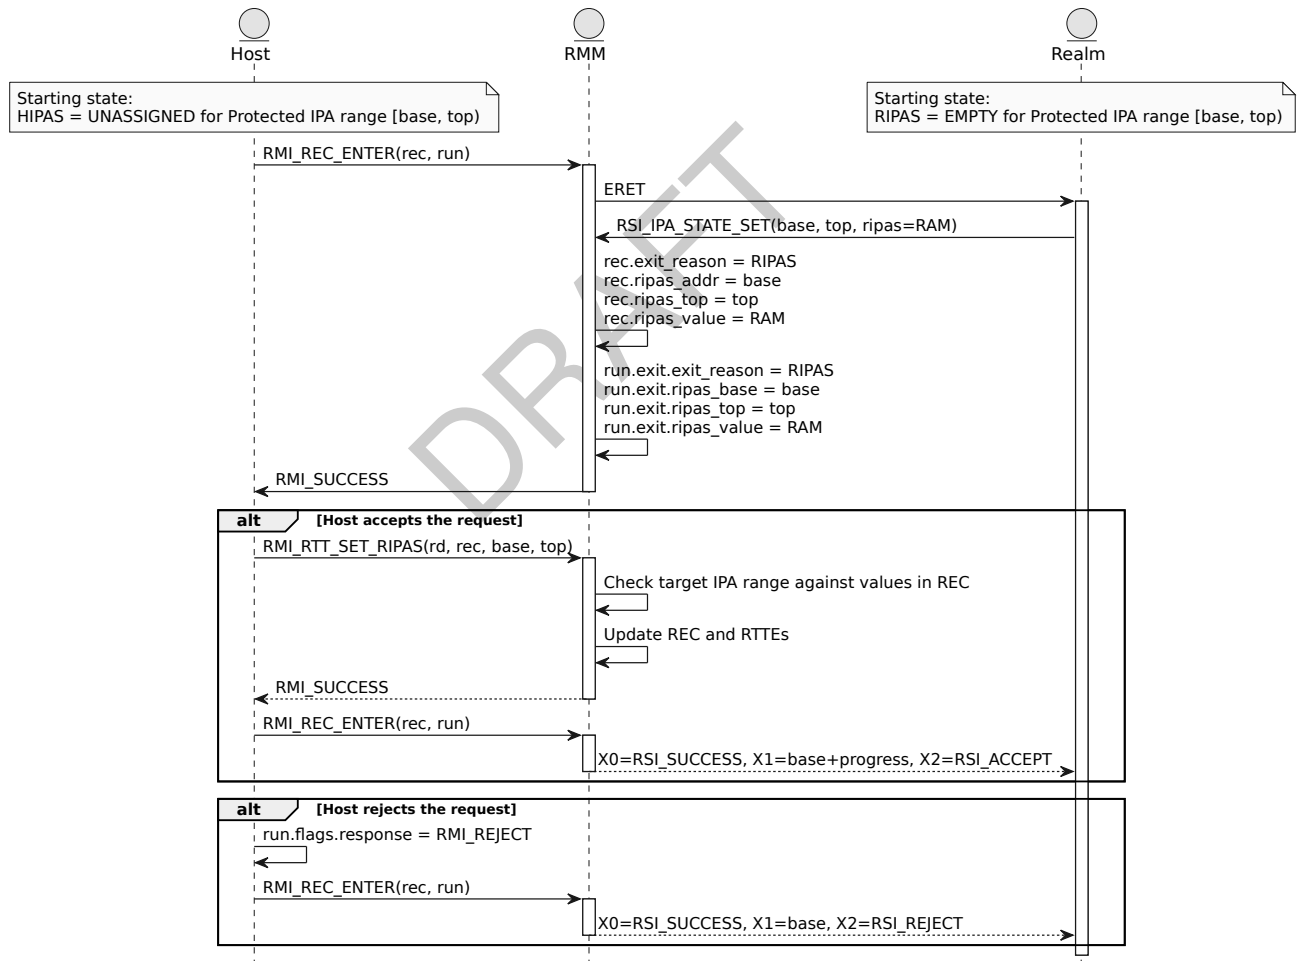 Host
RMM
Realm
Starting state:
HIPAS = UNASSIGNED for Protected IPA range [base, top)
Starting state:
RIPAS = EMPTY for Protected IPA range [base, top)
RMI_REC_ENTER(rec, run)
ERET
RSI_IPA_STATE_SET(base, top, ripas=RAM)
rec.exit_reason = RIPAS
rec.ripas_addr = base
rec.ripas_top = top
rec.ripas_value = RAM
run.exit.exit_reason = RIPAS
run.exit.ripas_base = base
run.exit.ripas_top = top
run.exit.ripas_value = RAM
RMI_SUCCESS
DRAFT
alt [Host accepts the request]
RMI_RTT_SET_RIPAS(rd, rec, base, top)
Check target IPA range against values in REC
Update REC and RTTEs
RMI_SUCCESS
RMI_REC_ENTER(rec, run)
X0=RSI_SUCCESS, X1=base+progress, X2=RSI_ACCEPT
alt [Host rejects the request]
run.flags.response = RMI_REJECT
RMI_REC_ENTER(rec, run)
X0=RSI_SUCCESS, X1=base, X2=RSI_REJECT